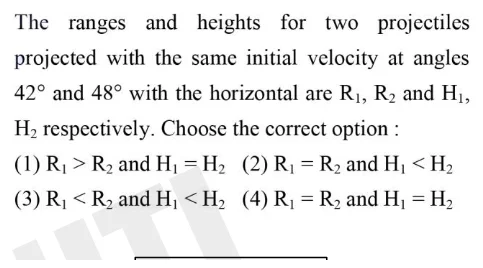 The ranges and heights for two projectiles
projected with the same initial velocity at angles
42° and 48° with the horizontal are R₁, R₂ and H₁,
H₂ respectively. Choose the correct option :
(1) R₁ > R₂ and H₁ = H₂ (2) R₁ = R₂ and H₁ < H₂
(3) R₁ < R₂ and H₁ < H₂ (4) R₁ = R₂ and H₁ = H₂